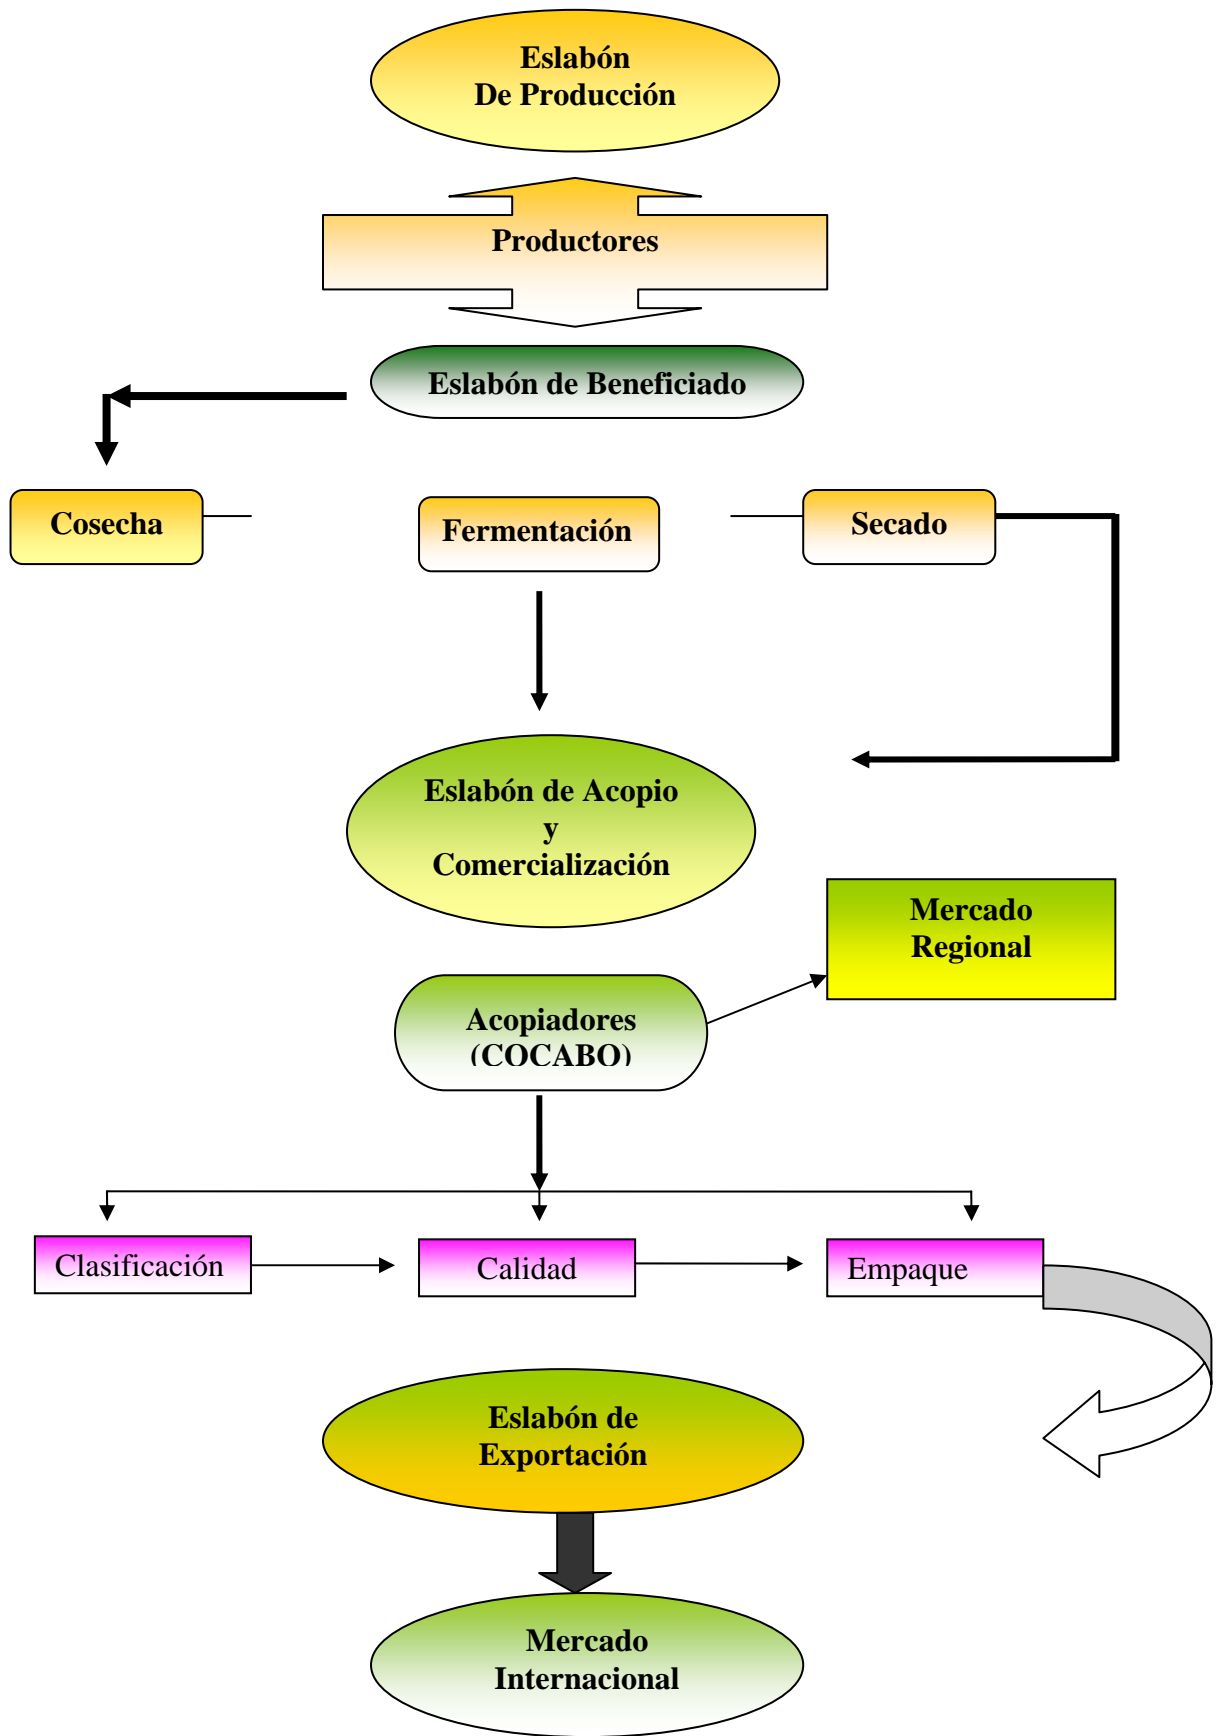 Eslabón
De Producción
Productores
Eslabón de Beneficiado
Cosecha
Fermentación
Secado
Eslabón de Acopio
y
Comercialización
Mercado
Regional
Acopiadores
(COCABO)
Clasificación
Calidad
Empaque
Eslabón de
Exportación
Mercado
Internacional